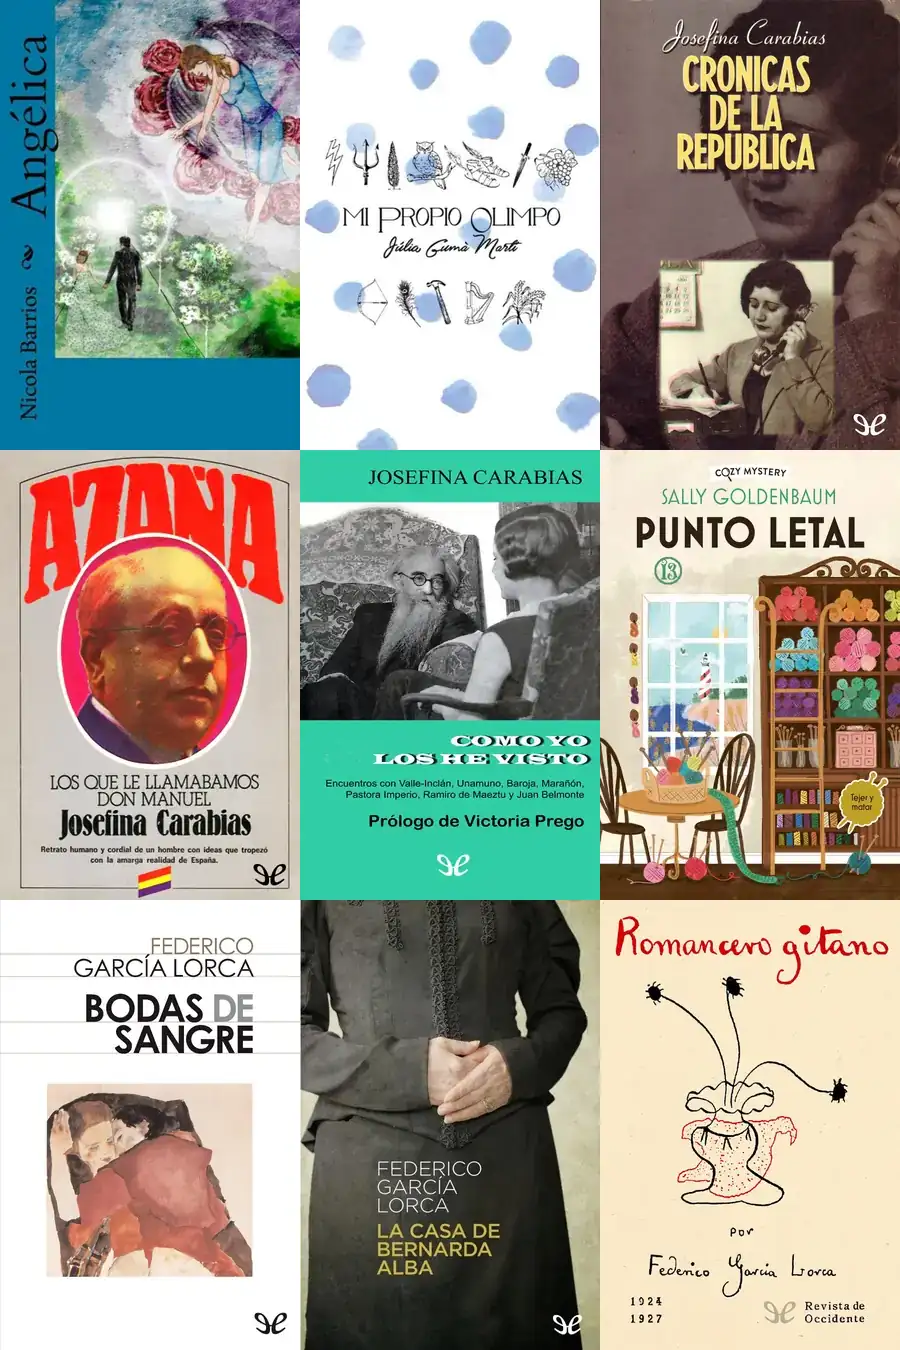 Nicola Barrios
Angélica
MI PROPIO OLIMPO
Júlia Gumà Martí
Josefina Carabias
CRONICAS
DE LA
REPUBLICA
AZAÑA
LOS QUE LE LLAMABAMOS
DON MANUEL
Josefina Carabias
Retrato humano y cordial de un hombre con ideas que tropezó
con la amarga realidad de España.
JOSEFINA CARABIAS
COMO YO
LOS HE VISTO
Encuentros con Valle-Inclán, Unamuno, Baroja, Marañón,
Pastora Imperio, Ramiro de Maeztu y Juan Belmonte
Prólogo de Victoria Prego
COZY MYSTERY
SALLY GOLDENBAUM
PUNTO LETAL
13
Tejer y
matar
FEDERICO
GARCÍA LORCA
BODAS DE
SANGRE
FEDERICO
GARCÍA
LORCA
LA CASA DE
BERNARDA
ALBA
Romancero gitano
por
Federico García Lorca
1924
1927
Revista de
Occidente